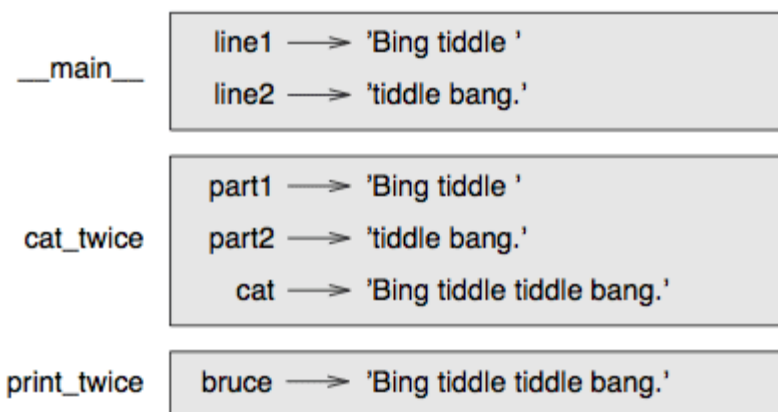 __main__
line1 ’Bing tiddle ’
line2 ’tiddle bang.’
cat_twice
part1 ’Bing tiddle ’
part2 ’tiddle bang.’
cat ’Bing tiddle tiddle bang.’
print_twice
bruce ’Bing tiddle tiddle bang.’